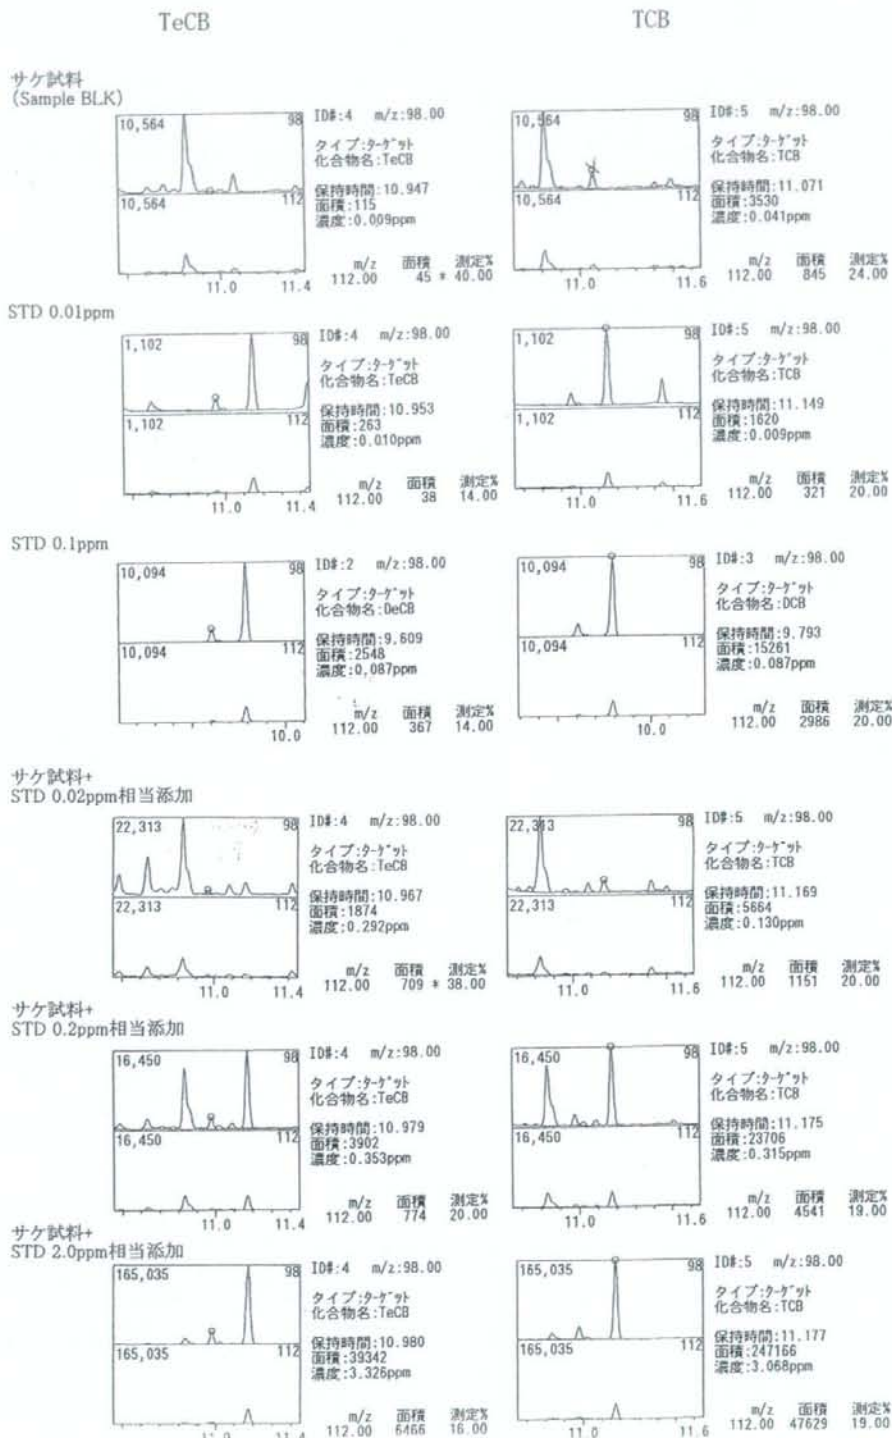 TeCB
TCB
サケ試料
(Sample BLK)
10,564
98
10,564
112
11.0
11.4
ID#:4 m/z:98.00
タイプ:ターゲット
化合物名:TeCB
保持時間:10.947
面積:115
濃度:0.009ppm
m/z 面積 測定%
112.00 45 * 40.00
10,564
98
10,564
112
11.0
11.6
ID#:5 m/z:98.00
タイプ:ターゲット
化合物名:TCB
保持時間:11.071
面積:3530
濃度:0.041ppm
m/z 面積 測定%
112.00 845 24.00
STD 0.01ppm
1,102
98
1,102
112
11.0
11.4
ID#:4 m/z:98.00
タイプ:ターゲット
化合物名:TeCB
保持時間:10.953
面積:263
濃度:0.010ppm
m/z 面積 測定%
112.00 38 14.00
1,102
98
1,102
112
11.0
11.6
ID#:5 m/z:98.00
タイプ:ターゲット
化合物名:TCB
保持時間:11.149
面積:1620
濃度:0.009ppm
m/z 面積 測定%
112.00 321 20.00
STD 0.1ppm
10,094
98
10,094
112
10.0
ID#:2 m/z:98.00
タイプ:ターゲット
化合物名:DeCB
保持時間:9.609
面積:2548
濃度:0.087ppm
m/z 面積 測定%
112.00 367 14.00
10,094
98
10,094
112
10.0
ID#:3 m/z:98.00
タイプ:ターゲット
化合物名:DCB
保持時間:9.793
面積:15261
濃度:0.087ppm
m/z 面積 測定%
112.00 2986 20.00
サケ試料+
STD 0.02ppm相当添加
22,313
98
22,313
112
11.0
11.4
ID#:4 m/z:98.00
タイプ:ターゲット
化合物名:TeCB
保持時間:10.967
面積:1874
濃度:0.292ppm
m/z 面積 測定%
112.00 709 * 38.00
22,313
98
22,313
112
11.0
11.6
ID#:5 m/z:98.00
タイプ:ターゲット
化合物名:TCB
保持時間:11.169
面積:5664
濃度:0.130ppm
m/z 面積 測定%
112.00 1151 20.00
サケ試料+
STD 0.2ppm相当添加
16,450
98
16,450
112
11.0
11.4
ID#:4 m/z:98.00
タイプ:ターゲット
化合物名:TeCB
保持時間:10.979
面積:3902
濃度:0.353ppm
m/z 面積 測定%
112.00 774 20.00
16,450
98
16,450
112
11.0
11.6
ID#:5 m/z:98.00
タイプ:ターゲット
化合物名:TCB
保持時間:11.175
面積:23706
濃度:0.315ppm
m/z 面積 測定%
112.00 4541 19.00
サケ試料+
STD 2.0ppm相当添加
165,035
98
165,035
112
11.0
11.4
ID#:4 m/z:98.00
タイプ:ターゲット
化合物名:TeCB
保持時間:10.980
面積:39342
濃度:3.326ppm
m/z 面積 測定%
112.00 6466 16.00
165,035
98
165,035
112
11.0
11.6
ID#:5 m/z:98.00
タイプ:ターゲット
化合物名:TCB
保持時間:11.177
面積:247166
濃度:3.068ppm
m/z 面積 測定%
112.00 47629 19.00